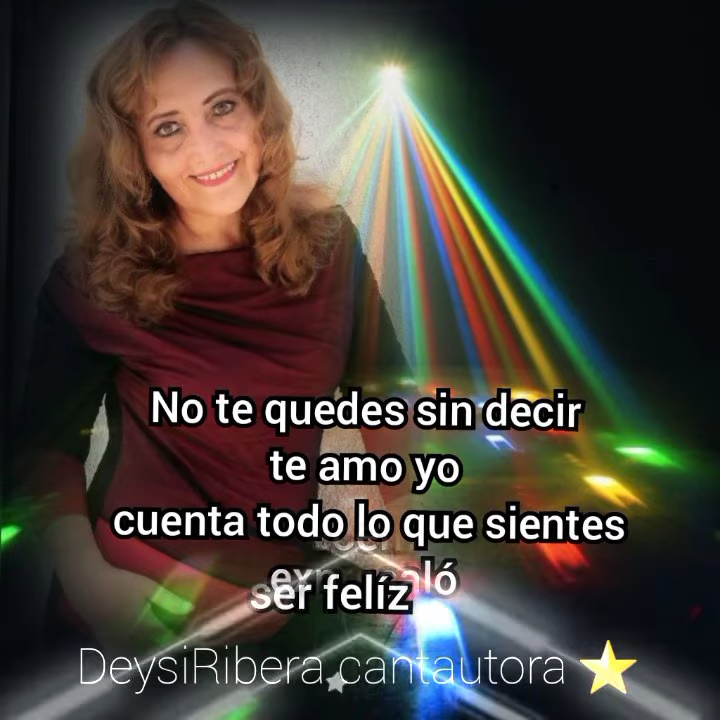 No te quedes sin decir
te amo yo
cuenta todo lo que sientes
ser felíz
DeysiRibera cantautora